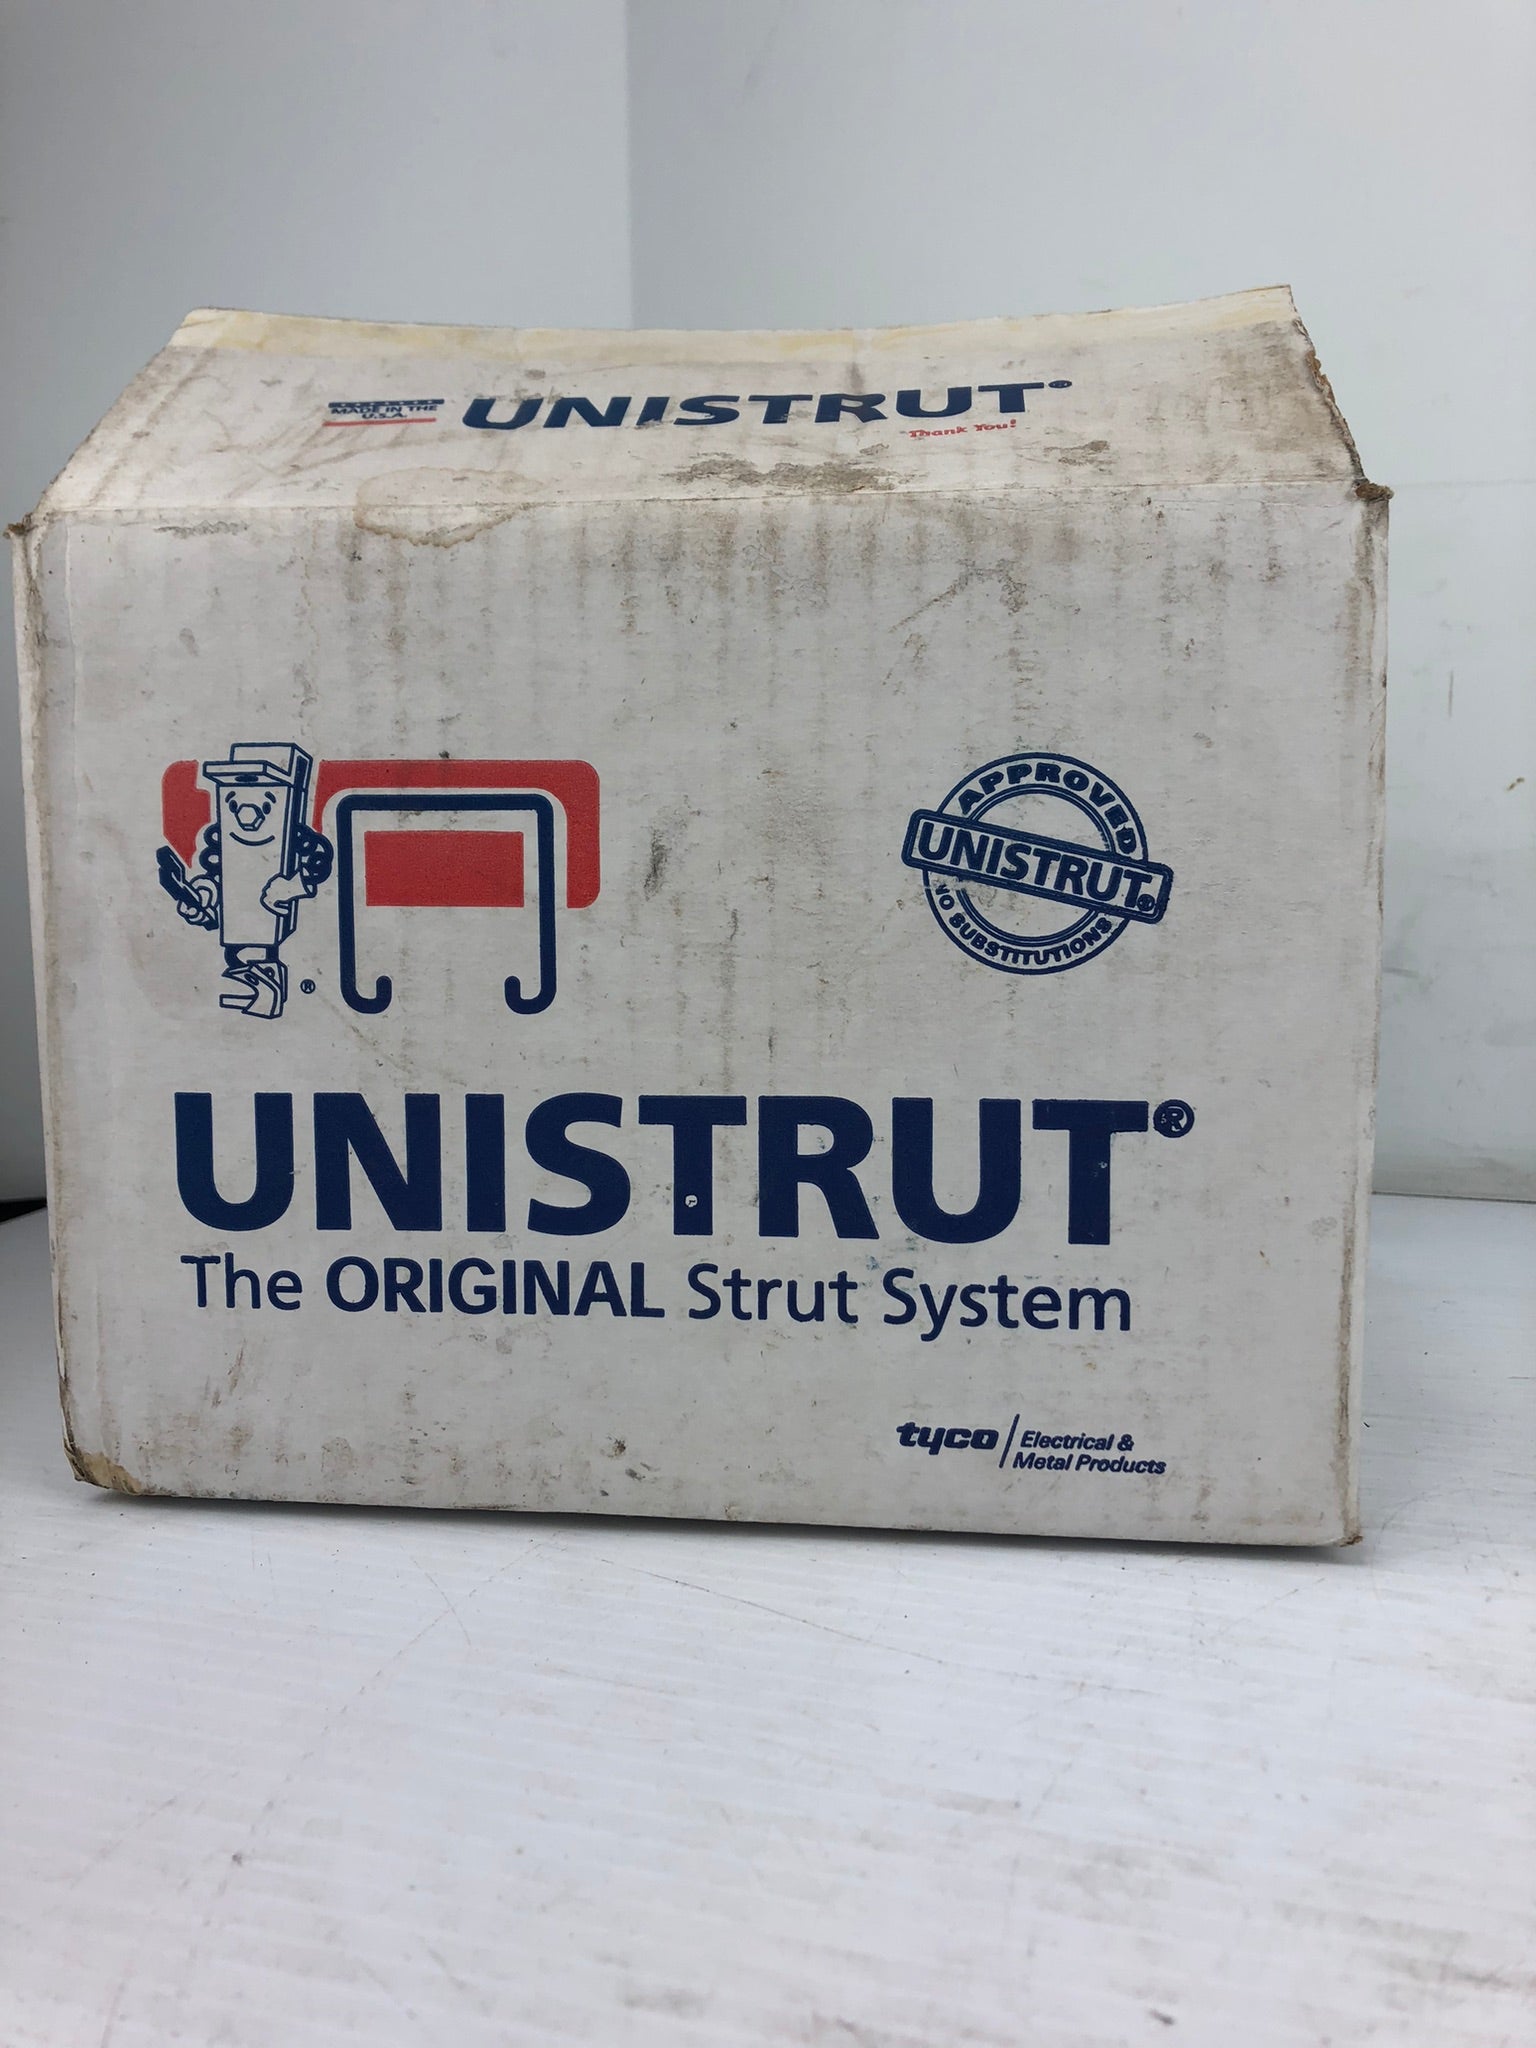 MADE IN THE
U.S.A.
UNISTRUT®
Thank You!
®
APPROVED
UNISTRUT®
NO SUBSTITUTIONS
UNISTRUT®
The ORIGINAL Strut System
tyco
Electrical &
Metal Products